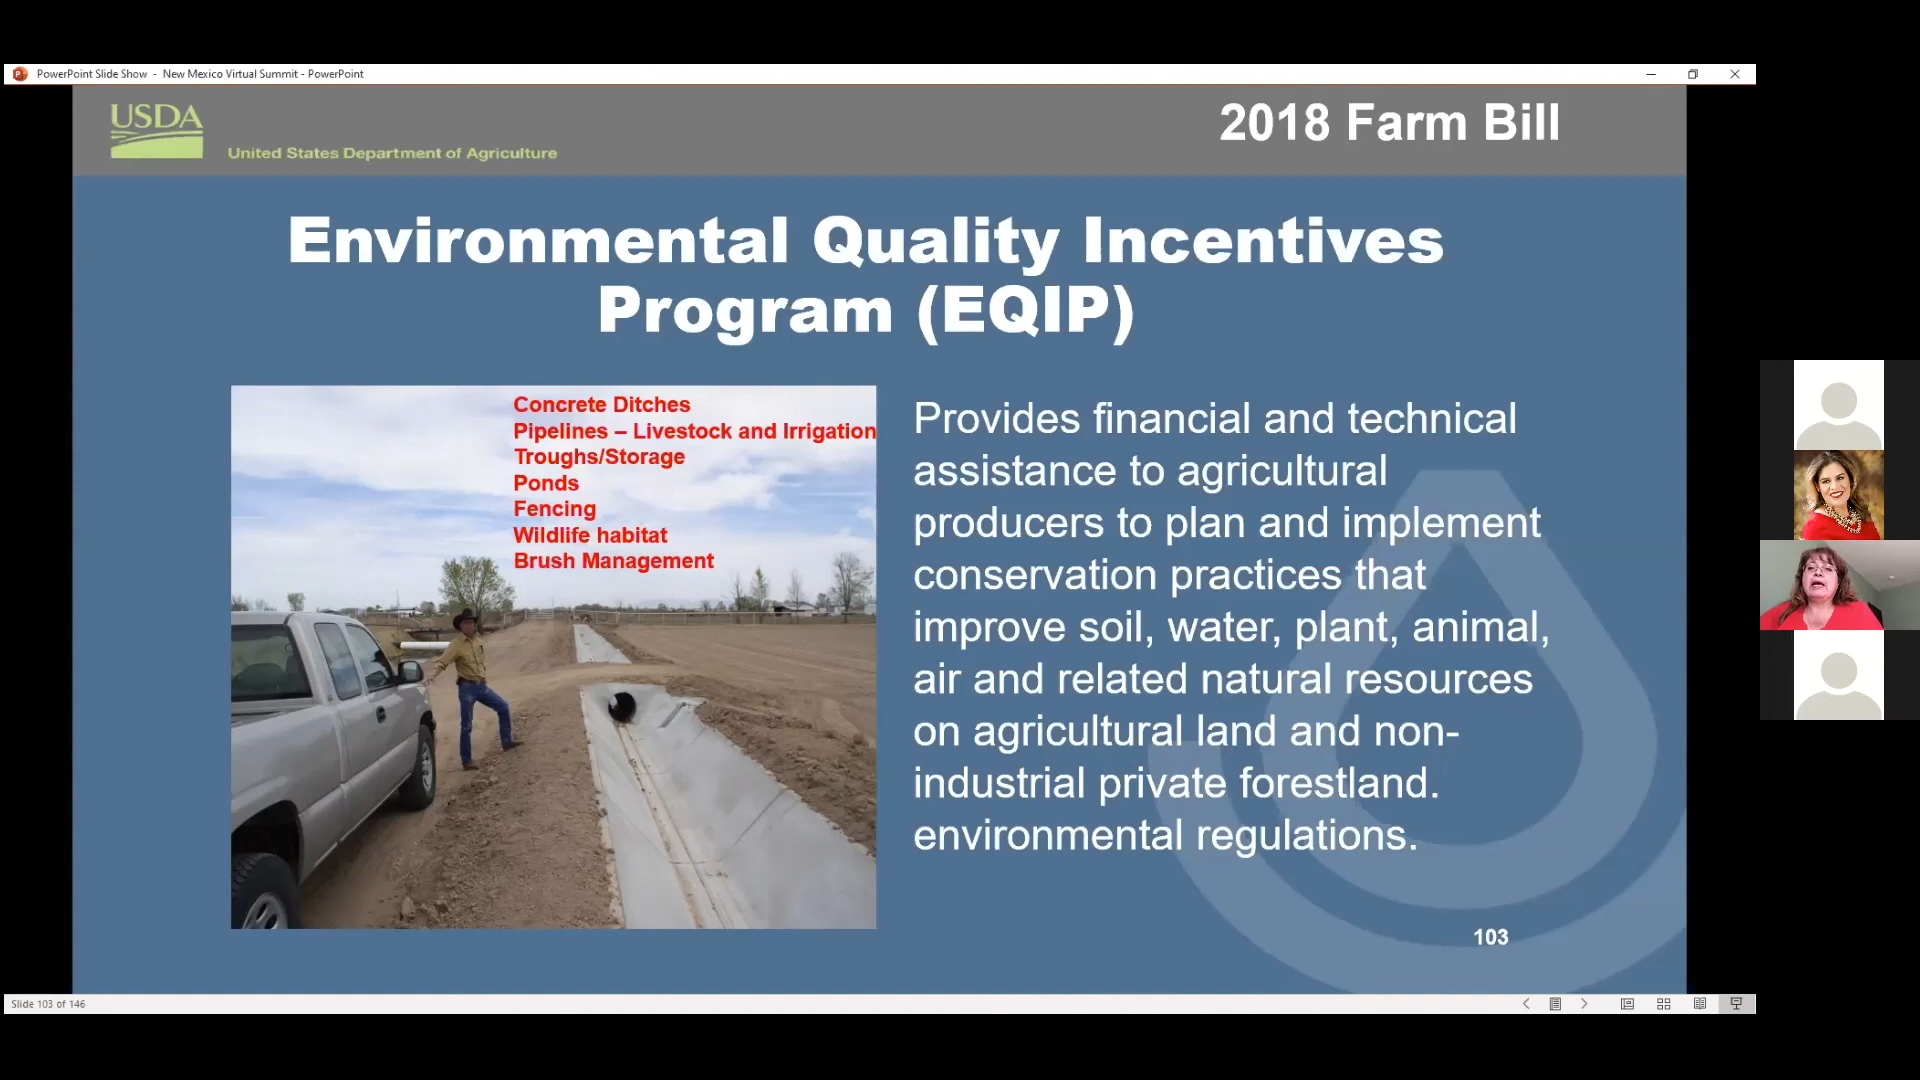 PowerPoint Slide Show - New Mexico Virtual Summit - PowerPoint
USDA
United States Department of Agriculture
2018 Farm Bill
Environmental Quality Incentives
Program (EQIP)
Concrete Ditches
Pipelines – Livestock and Irrigation
Troughs/Storage
Ponds
Fencing
Wildlife habitat
Brush Management
Provides financial and technical
assistance to agricultural
producers to plan and implement
conservation practices that
improve soil, water, plant, animal,
air and related natural resources
on agricultural land and non-
industrial private forestland.
environmental regulations.
103
Slide 103 of 146